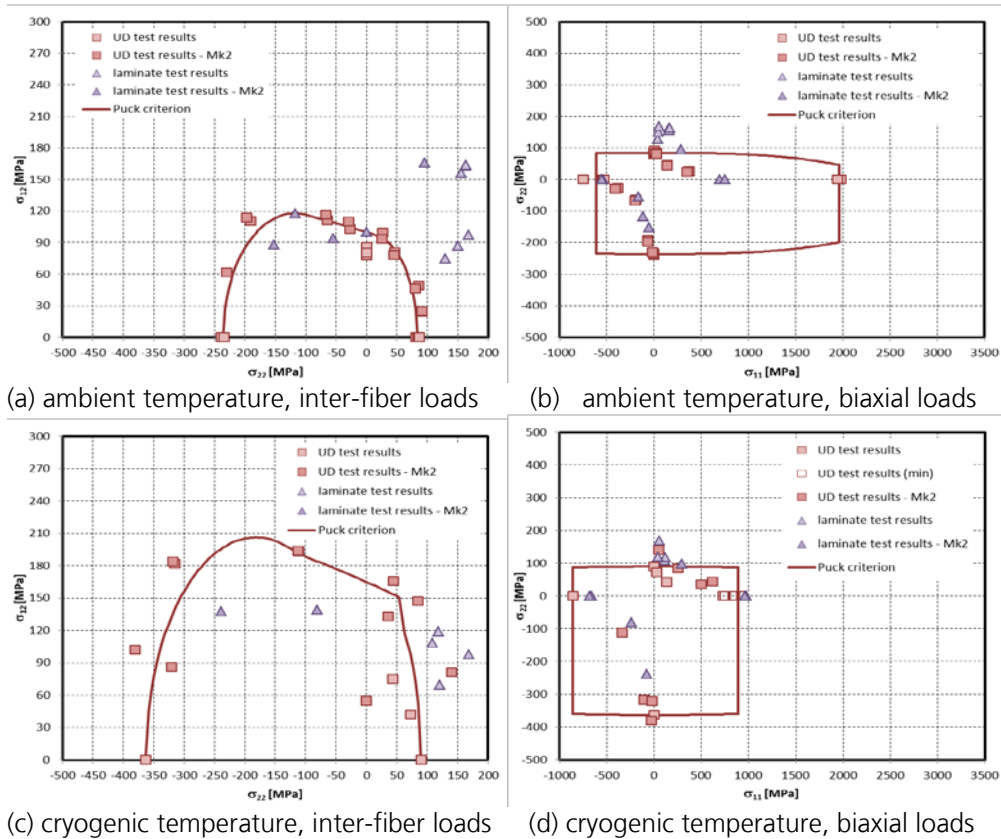 300
270
240
210
180
150
120
90
60
30
0
σ12 [MPa]
UD test results
UD test results - Mk2
laminate test results
laminate test results - Mk2
Puck criterion
-500 -450 -400 -350 -300 -250 -200 -150 -100 -50 0 50 100 150 200
σ22 [MPa]
(a) ambient temperature, inter-fiber loads
500
400
300
200
100
0
-100
-200
-300
-400
-500
σ22 [MPa]
UD test results
UD test results - Mk2
laminate test results
laminate test results - Mk2
Puck criterion
-1000 -500 0 500 1000 1500 2000 2500 3000 3500
σ11 [MPa]
(b) ambient temperature, biaxial loads
300
270
240
210
180
150
120
90
60
30
0
σ12 [MPa]
UD test results
UD test results - Mk2
laminate test results
laminate test results - Mk2
Puck criterion
-500 -450 -400 -350 -300 -250 -200 -150 -100 -50 0 50 100 150 200
σ22 [MPa]
(c) cryogenic temperature, inter-fiber loads
500
400
300
200
100
0
-100
-200
-300
-400
-500
σ22 [MPa]
UD test results
UD test results (min)
UD test results - Mk2
laminate test results
laminate test results - Mk2
Puck criterion
-1000 -500 0 500 1000 1500 2000 2500 3000 3500
σ11 [MPa]
(d) cryogenic temperature, biaxial loads